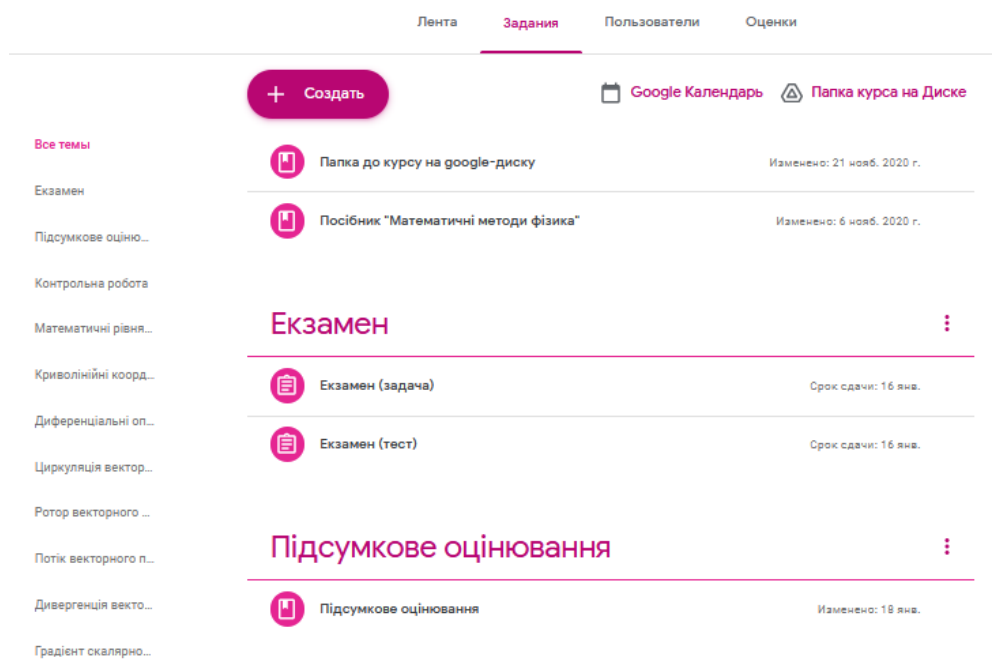 Лента Задания Пользователи Оценки
Создать Google Календарь Папка курса на Диске
Все темы
Екзамен
Підсумкове оціню...
Контрольна робота
Математичні рівня...
Криволінійні коорд...
Диференціальні оп...
Циркуляція вектор...
Ротор векторного ...
Потік векторного п...
Дивергенція векто...
Градієнт скалярно...
Папка до курсу на google-диску Изменено: 21 нояб. 2020 г.
Посібник "Математичні методи фізика" Изменено: 6 нояб. 2020 г.
Екзамен
Екзамен (задача) Срок сдачи: 16 янв.
Екзамен (тест) Срок сдачи: 16 янв.
Підсумкове оцінювання
Підсумкове оцінювання Изменено: 18 янв.